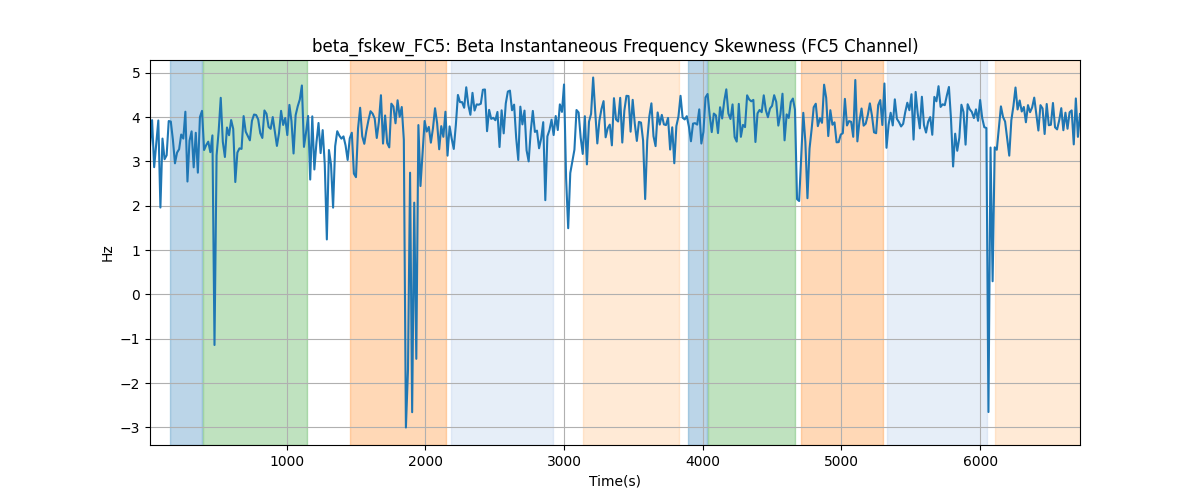 beta_fskew_FC5: Beta Instantaneous Frequency Skewness (FC5 Channel)
5
4
3
2
1
0
−1
−2
−3
Hz
1000 2000 3000 4000 5000 6000
Time(s)